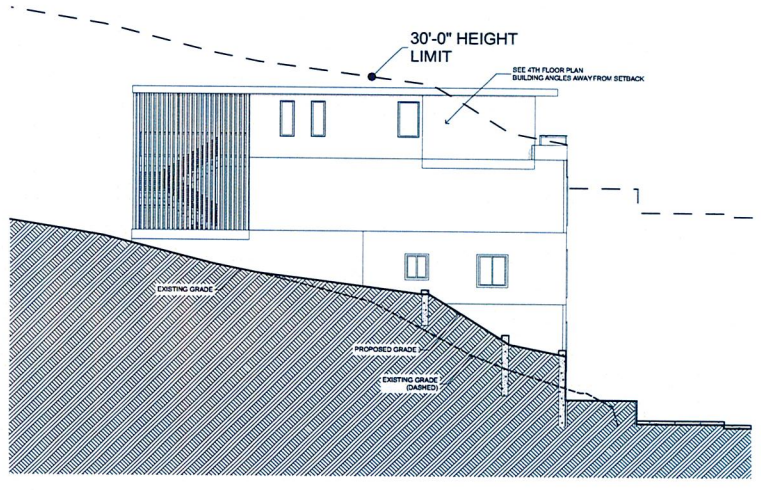 30'-0" HEIGHT
LIMIT
SEE 4TH FLOOR PLAN
BUILDING ANGLES AWAY FROM SETBACK
EXISTING GRADE
PROPOSED GRADE
EXISTING GRADE
(DASHED)